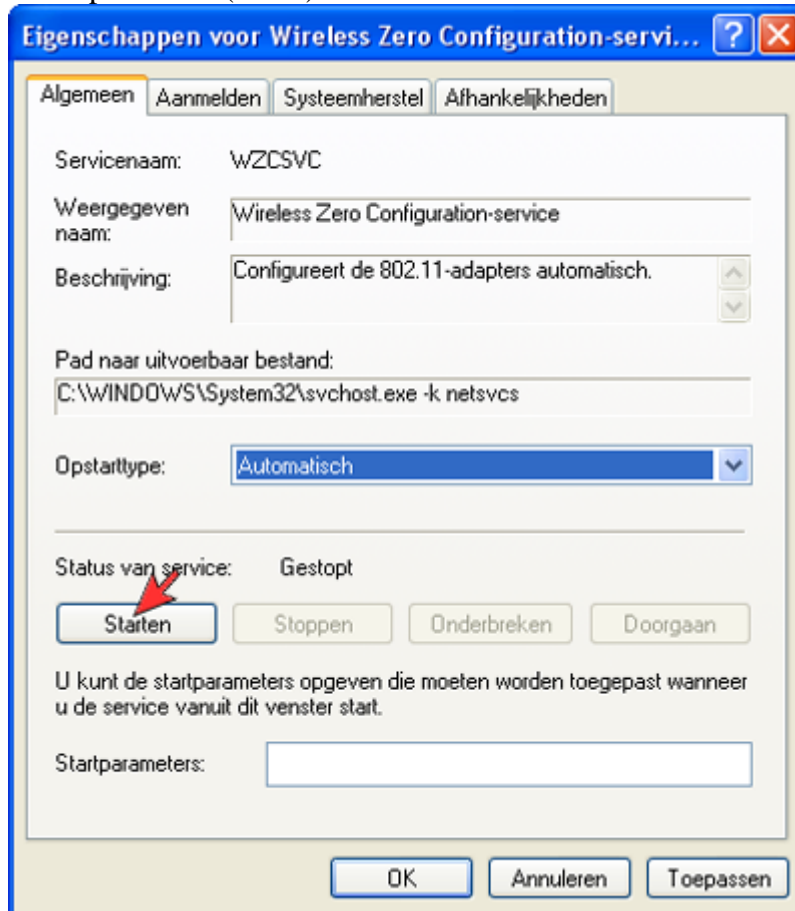 Eigenschappen voor Wireless Zero Configuration-servi...
Algemeen Aanmelden Systeemherstel Afhankelijkheden
Servicenaam: WZCSVC
Weergegeven
naam:
Wireless Zero Configuration-service
Beschrijving: Configureert de 802.11-adapters automatisch.
Pad naar uitvoerbaar bestand:
C:\WINDOWS\System32\svchost.exe -k netsvcs
Opstarttype: Automatisch
Status van service: Gestopt
Starten Stoppen Onderbreken Doorgaan
U kunt de startparameters opgeven die moeten worden toegepast wanneer
u de service vanuit dit venster start.
Startparameters:
OK Annuleren Toepassen